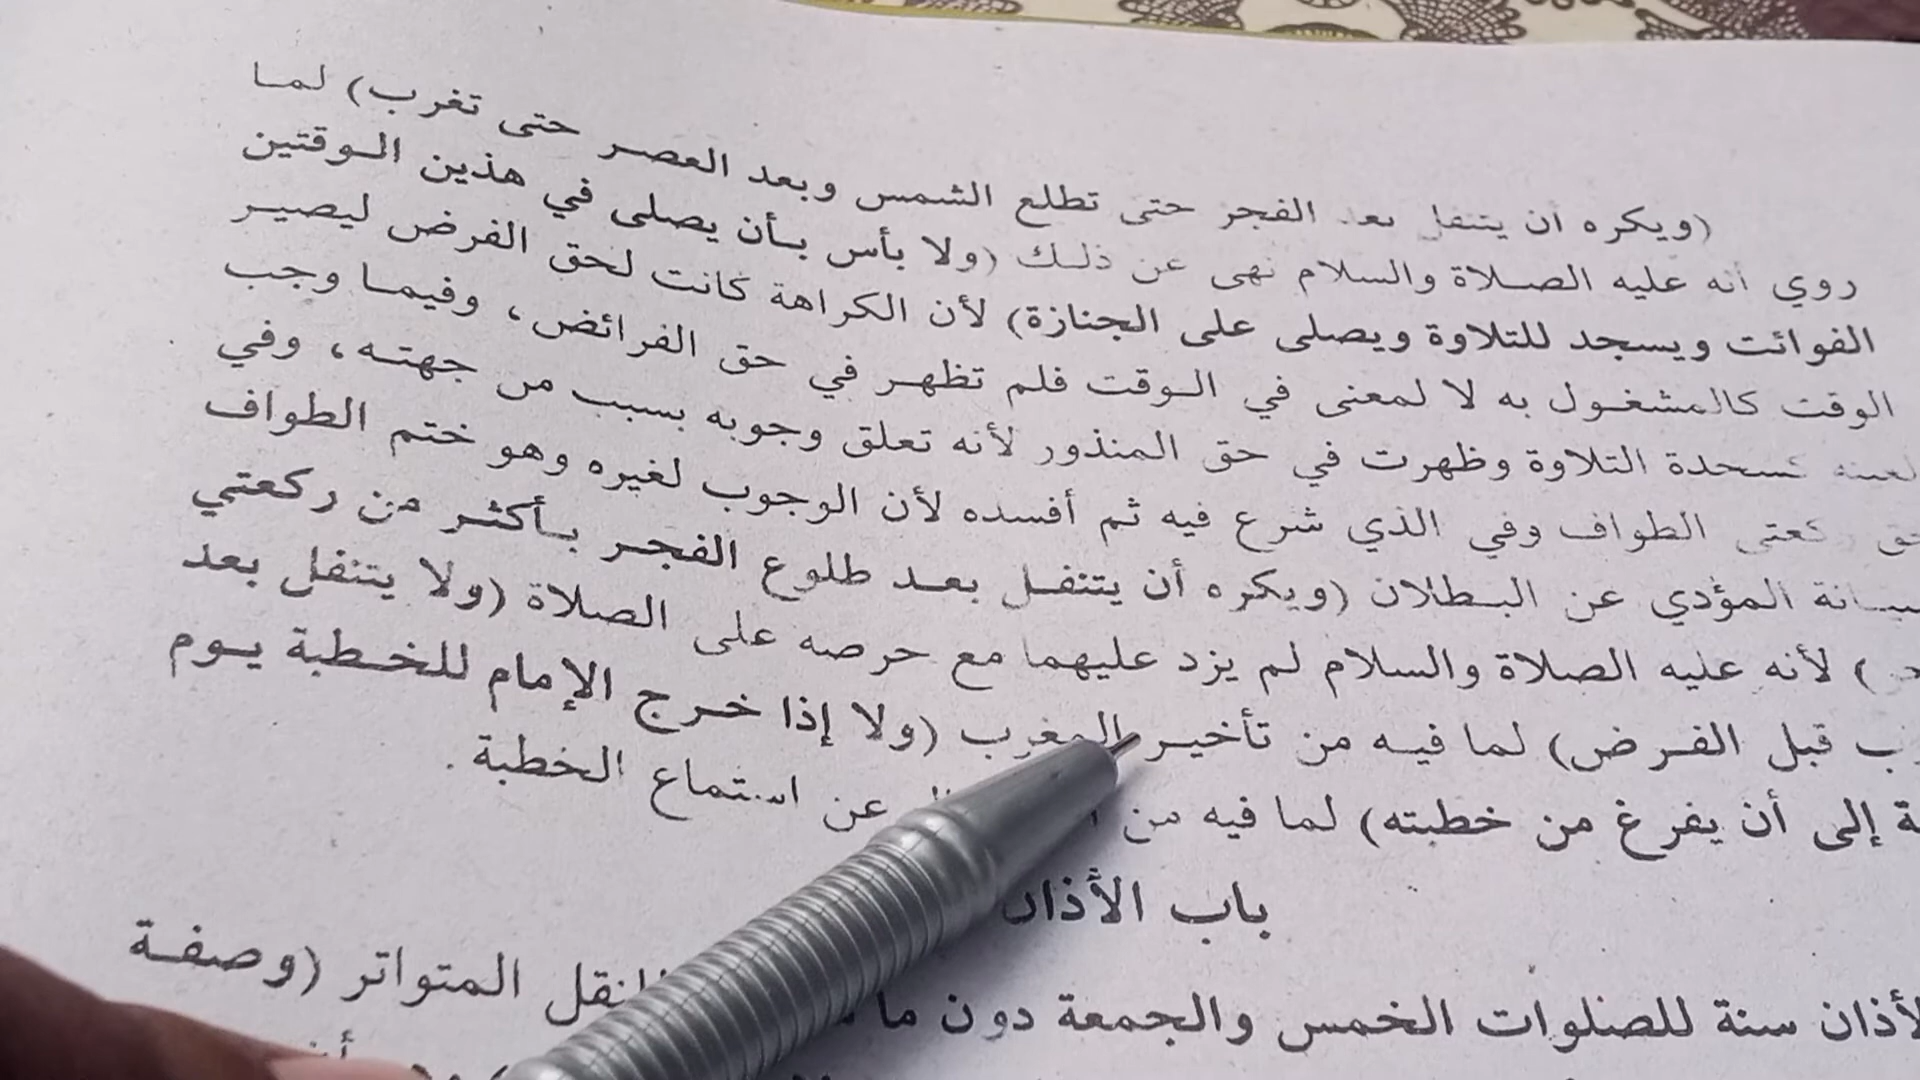 (ويكره أن يتنفل بعد الفجر حتى تطلع الشمس وبعد العصر حتى تغرب) لما
روي أنه عليه الصلاة والسلام نهى عن ذلك (ولا بأس بأن يصلى في هذين الوقتين
الفوائت ويسجد للتلاوة ويصلى على الجنازة) لأن الكراهة كانت لحق الفرض ليصير
الوقت كالمشغول به لا لمعنى في الوقت فلم تظهر في حق الفرائض، وفيما وجب
لعينه كسجدة التلاوة وظهرت في حق المنذور لأنه تعلق وجوبه بسبب من جهته، وفي
حق ركعتي الطواف وفي الذي شرع فيه ثم أفسده لأن الوجوب لغيره وهو ختم الطواف
المؤدي عن البطلان (ويكره أن يتنفل بعد طلوع الفجر بأكثر من ركعتي
) لأنه عليه الصلاة والسلام لم يزد عليهما مع حرصه على الصلاة (ولا يتنفل بعد
قبل الفرض) لما فيه من تأخير المغرب (ولا إذا خرج الإمام للخطبة يوم
إلى أن يفرغ من خطبته) لما فيه من عن استماع الخطبة.
باب الأذان
الأذان سنة للصلوات الخمس والجمعة دون للنقل المتواتر (وصفة